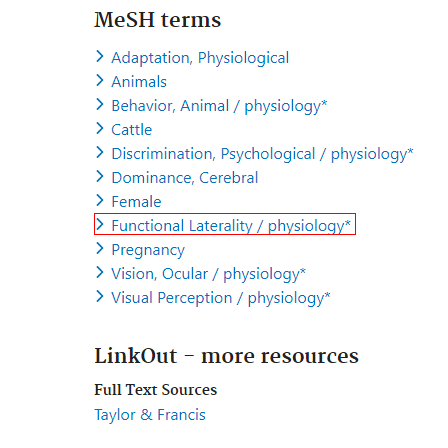 MeSH terms
Adaptation, Physiological
Animals
Behavior, Animal / physiology*
Cattle
Discrimination, Psychological / physiology*
Dominance, Cerebral
Female
Functional Laterality / physiology*
Pregnancy
Vision, Ocular / physiology*
Visual Perception / physiology*
LinkOut - more resources
Full Text Sources
Taylor & Francis